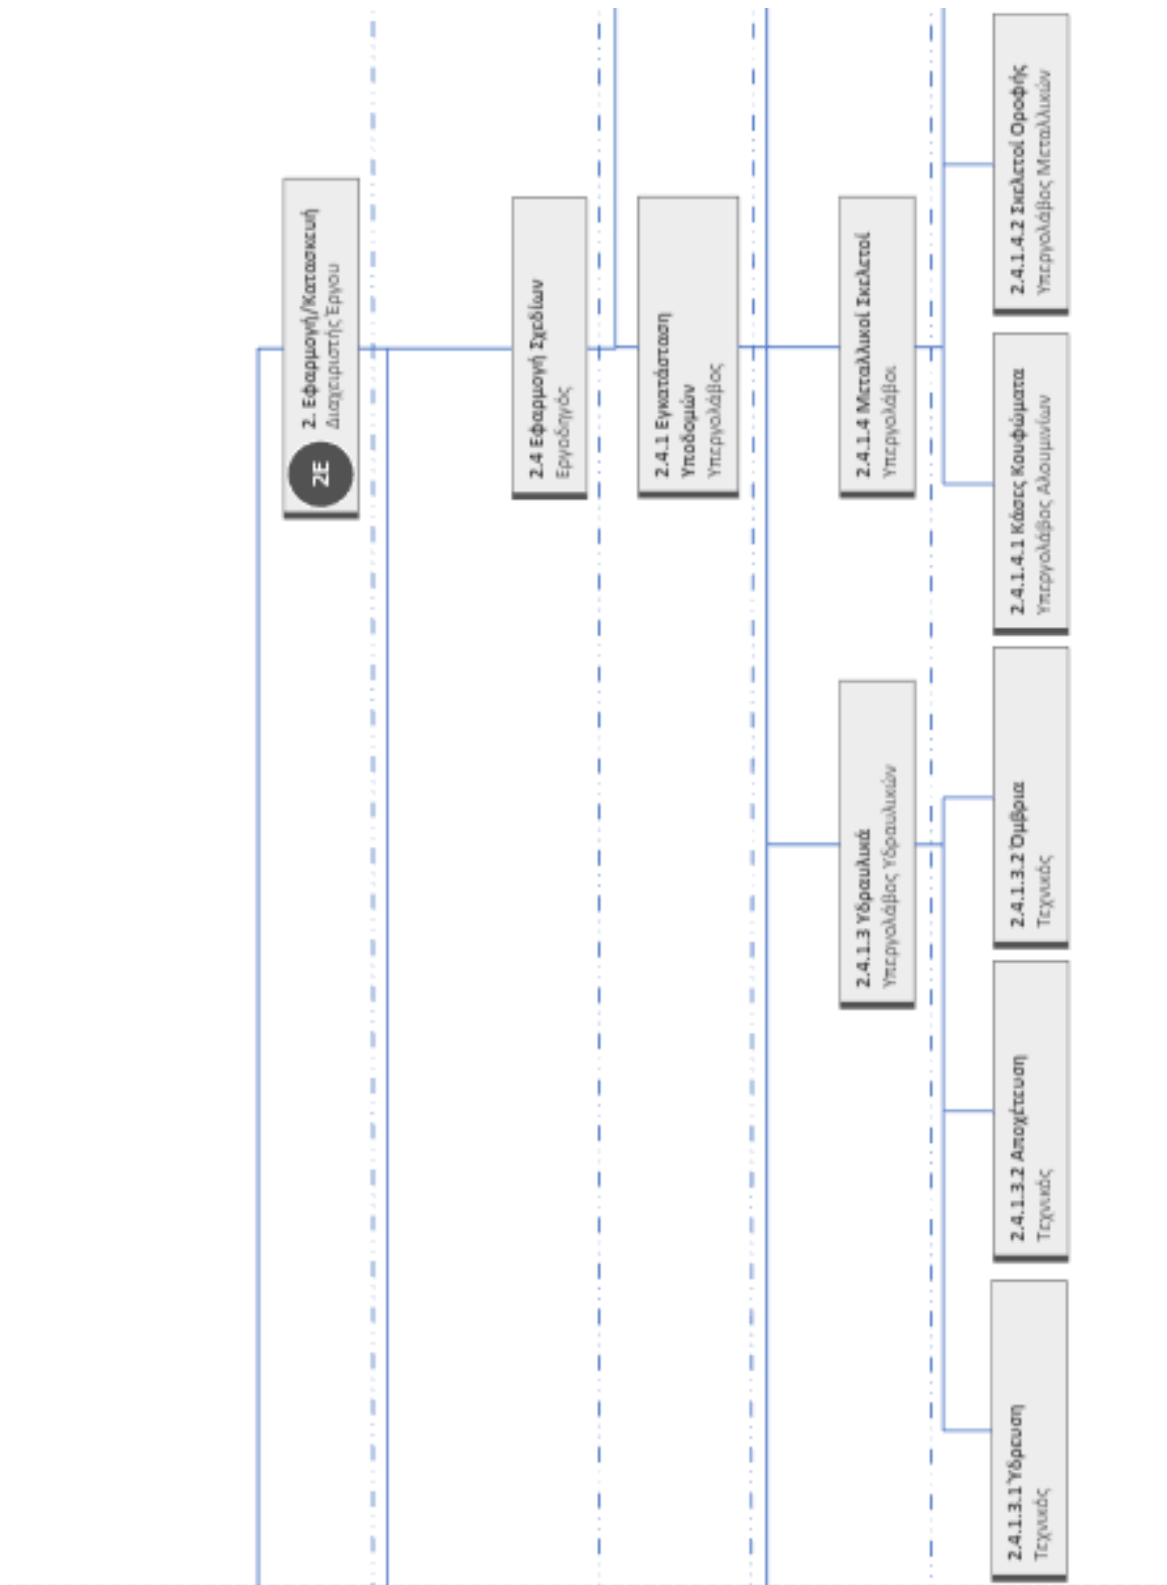 2E
2. Εφαρμογή/Κατασκευή
Διαχειριστής Έργου
2.4 Εφαρμογή Σχεδίων
Εργοδηγός
2.4.1 Εγκατάσταση
Υποδομών
Υπεργολάβος
2.4.1.3 Υδραυλικά
Υπεργολάβος Υδραυλικών
2.4.1.4 Μεταλλικοί Σκελετοί
Υπεργολάβοι
2.4.1.3.1 Ύδρευση
Τεχνικός
2.4.1.3.2 Αποχέτευση
Τεχνικός
2.4.1.3.2 Όμβρια
Τεχνικός
2.4.1.4.1 Κάσες Κουφώματα
Υπεργολάβος Αλουμινίων
2.4.1.4.2 Σκελετοί Οροφής
Υπεργολάβος Μεταλλικών